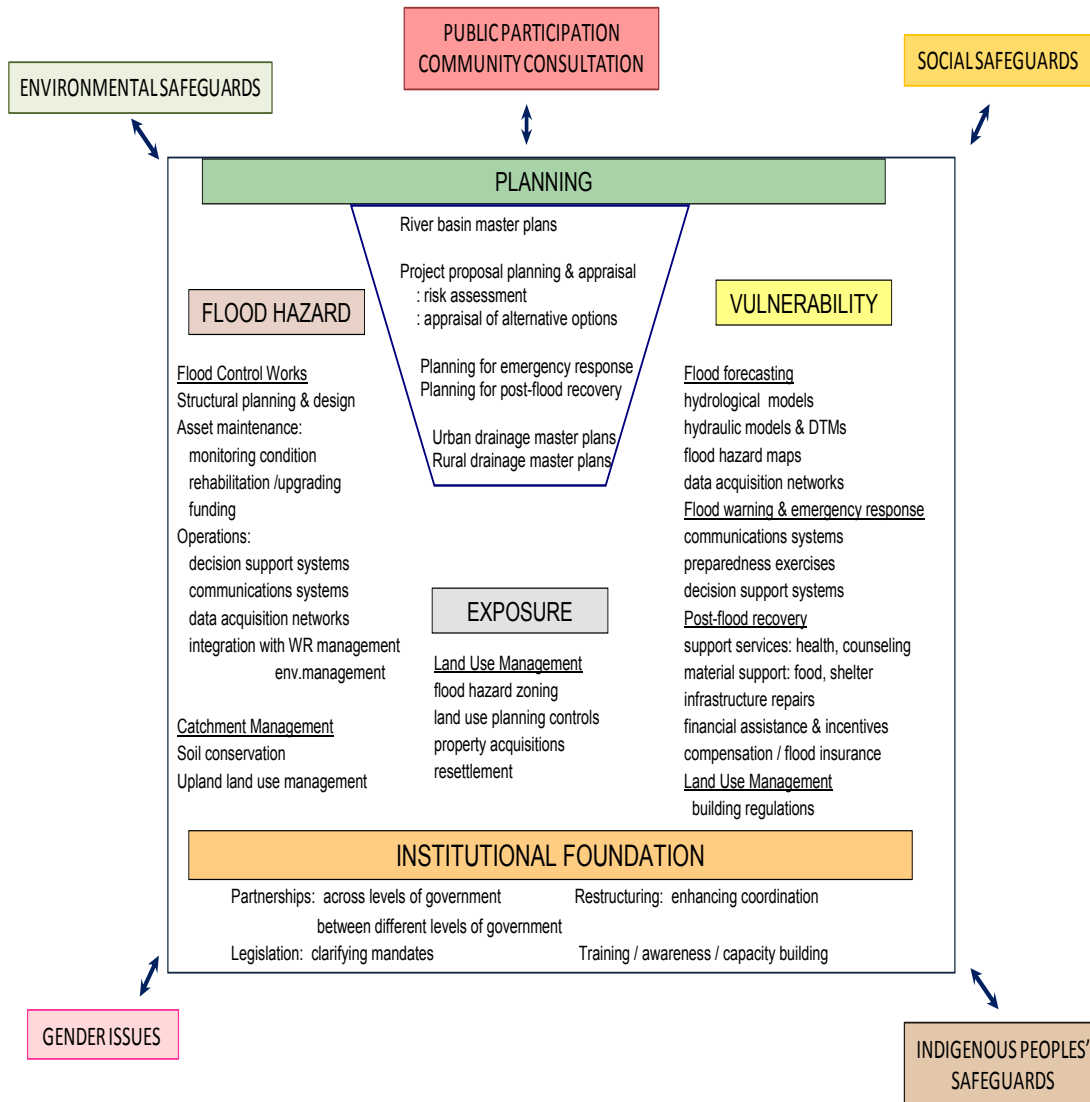 PUBLIC PARTICIPATION
COMMUNITY CONSULTATION
ENVIRONMENTAL SAFEGUARDS
SOCIAL SAFEGUARDS
PLANNING
River basin master plans
Project proposal planning & appraisal
: risk assessment
: appraisal of alternative options
Planning for emergency response
Planning for post-flood recovery
Urban drainage master plans
Rural drainage master plans
FLOOD HAZARD
Flood Control Works
Structural planning & design
Asset maintenance:
monitoring condition
rehabilitation /upgrading
funding
Operations:
decision support systems
communications systems
data acquisition networks
integration with WR management
env.management
Catchment Management
Soil conservation
Upland land use management
EXPOSURE
Land Use Management
flood hazard zoning
land use planning controls
property acquisitions
resettlement
VULNERABILITY
Flood forecasting
hydrological models
hydraulic models & DTMs
flood hazard maps
data acquisition networks
Flood warning & emergency response
communications systems
preparedness exercises
decision support systems
Post-flood recovery
support services: health, counseling
material support: food, shelter
infrastructure repairs
financial assistance & incentives
compensation / flood insurance
Land Use Management
building regulations
INSTITUTIONAL FOUNDATION
Partnerships: across levels of government
between different levels of government
Legislation: clarifying mandates
Restructuring: enhancing coordination
Training / awareness / capacity building
GENDER ISSUES
INDIGENOUS PEOPLES'
SAFEGUARDS